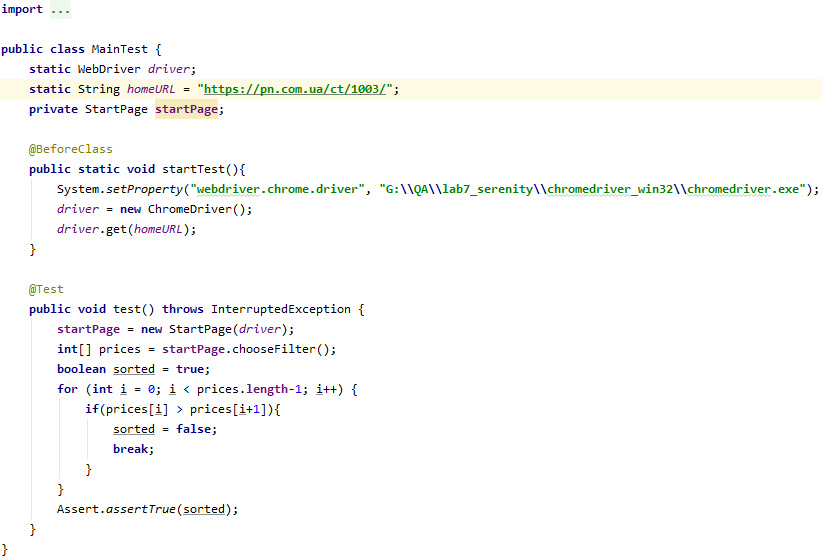 import ...
public class MainTest {
static WebDriver driver;
static String homeURL = "https://pn.com.ua/ct/1003/";
private StartPage startPage;
@BeforeClass
public static void startTest(){
System.setProperty("webdriver.chrome.driver", "G:\\QA\\lab7_serenity\\chromedriver_win32\\chromedriver.exe");
driver = new ChromeDriver();
driver.get(homeURL);
}
@Test
public void test() throws InterruptedException {
startPage = new StartPage(driver);
int[] prices = startPage.chooseFilter();
boolean sorted = true;
for (int i = 0; i < prices.length-1; i++) {
if(prices[i] > prices[i+1]){
sorted = false;
break;
}
}
Assert.assertTrue(sorted);
}
}